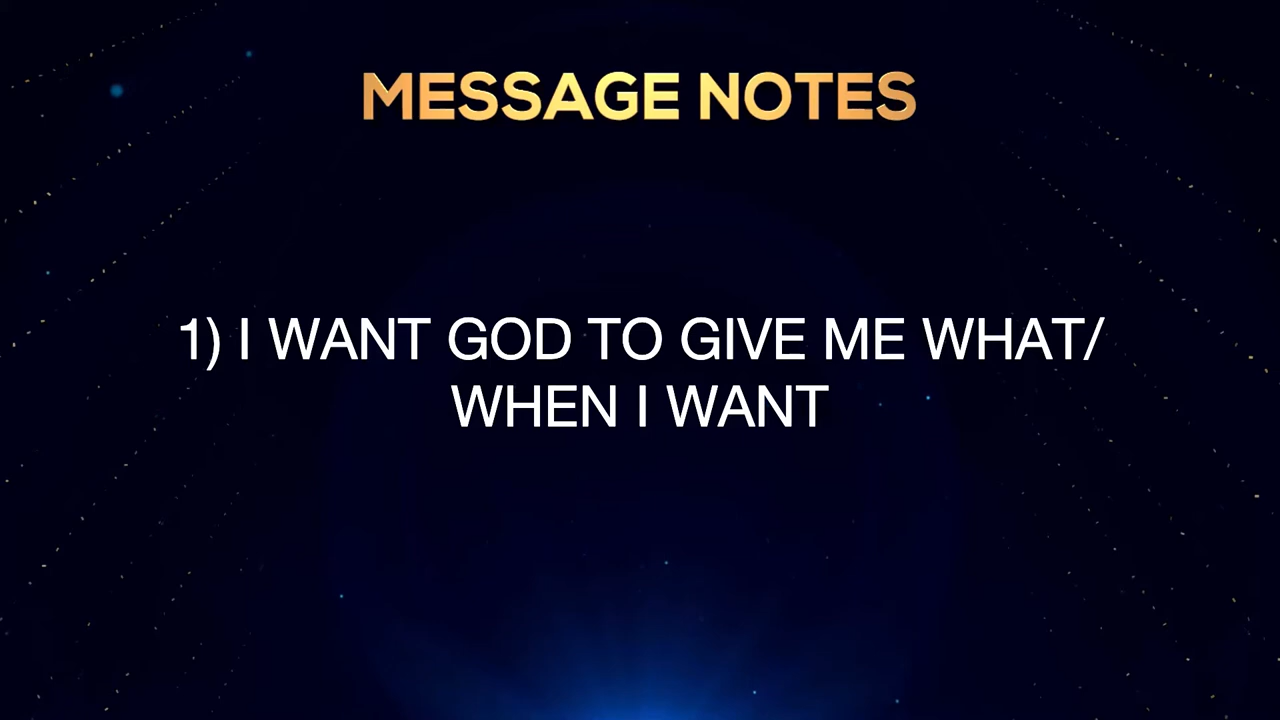 MESSAGE NOTES
1) I WANT GOD TO GIVE ME WHAT/
WHEN I WANT